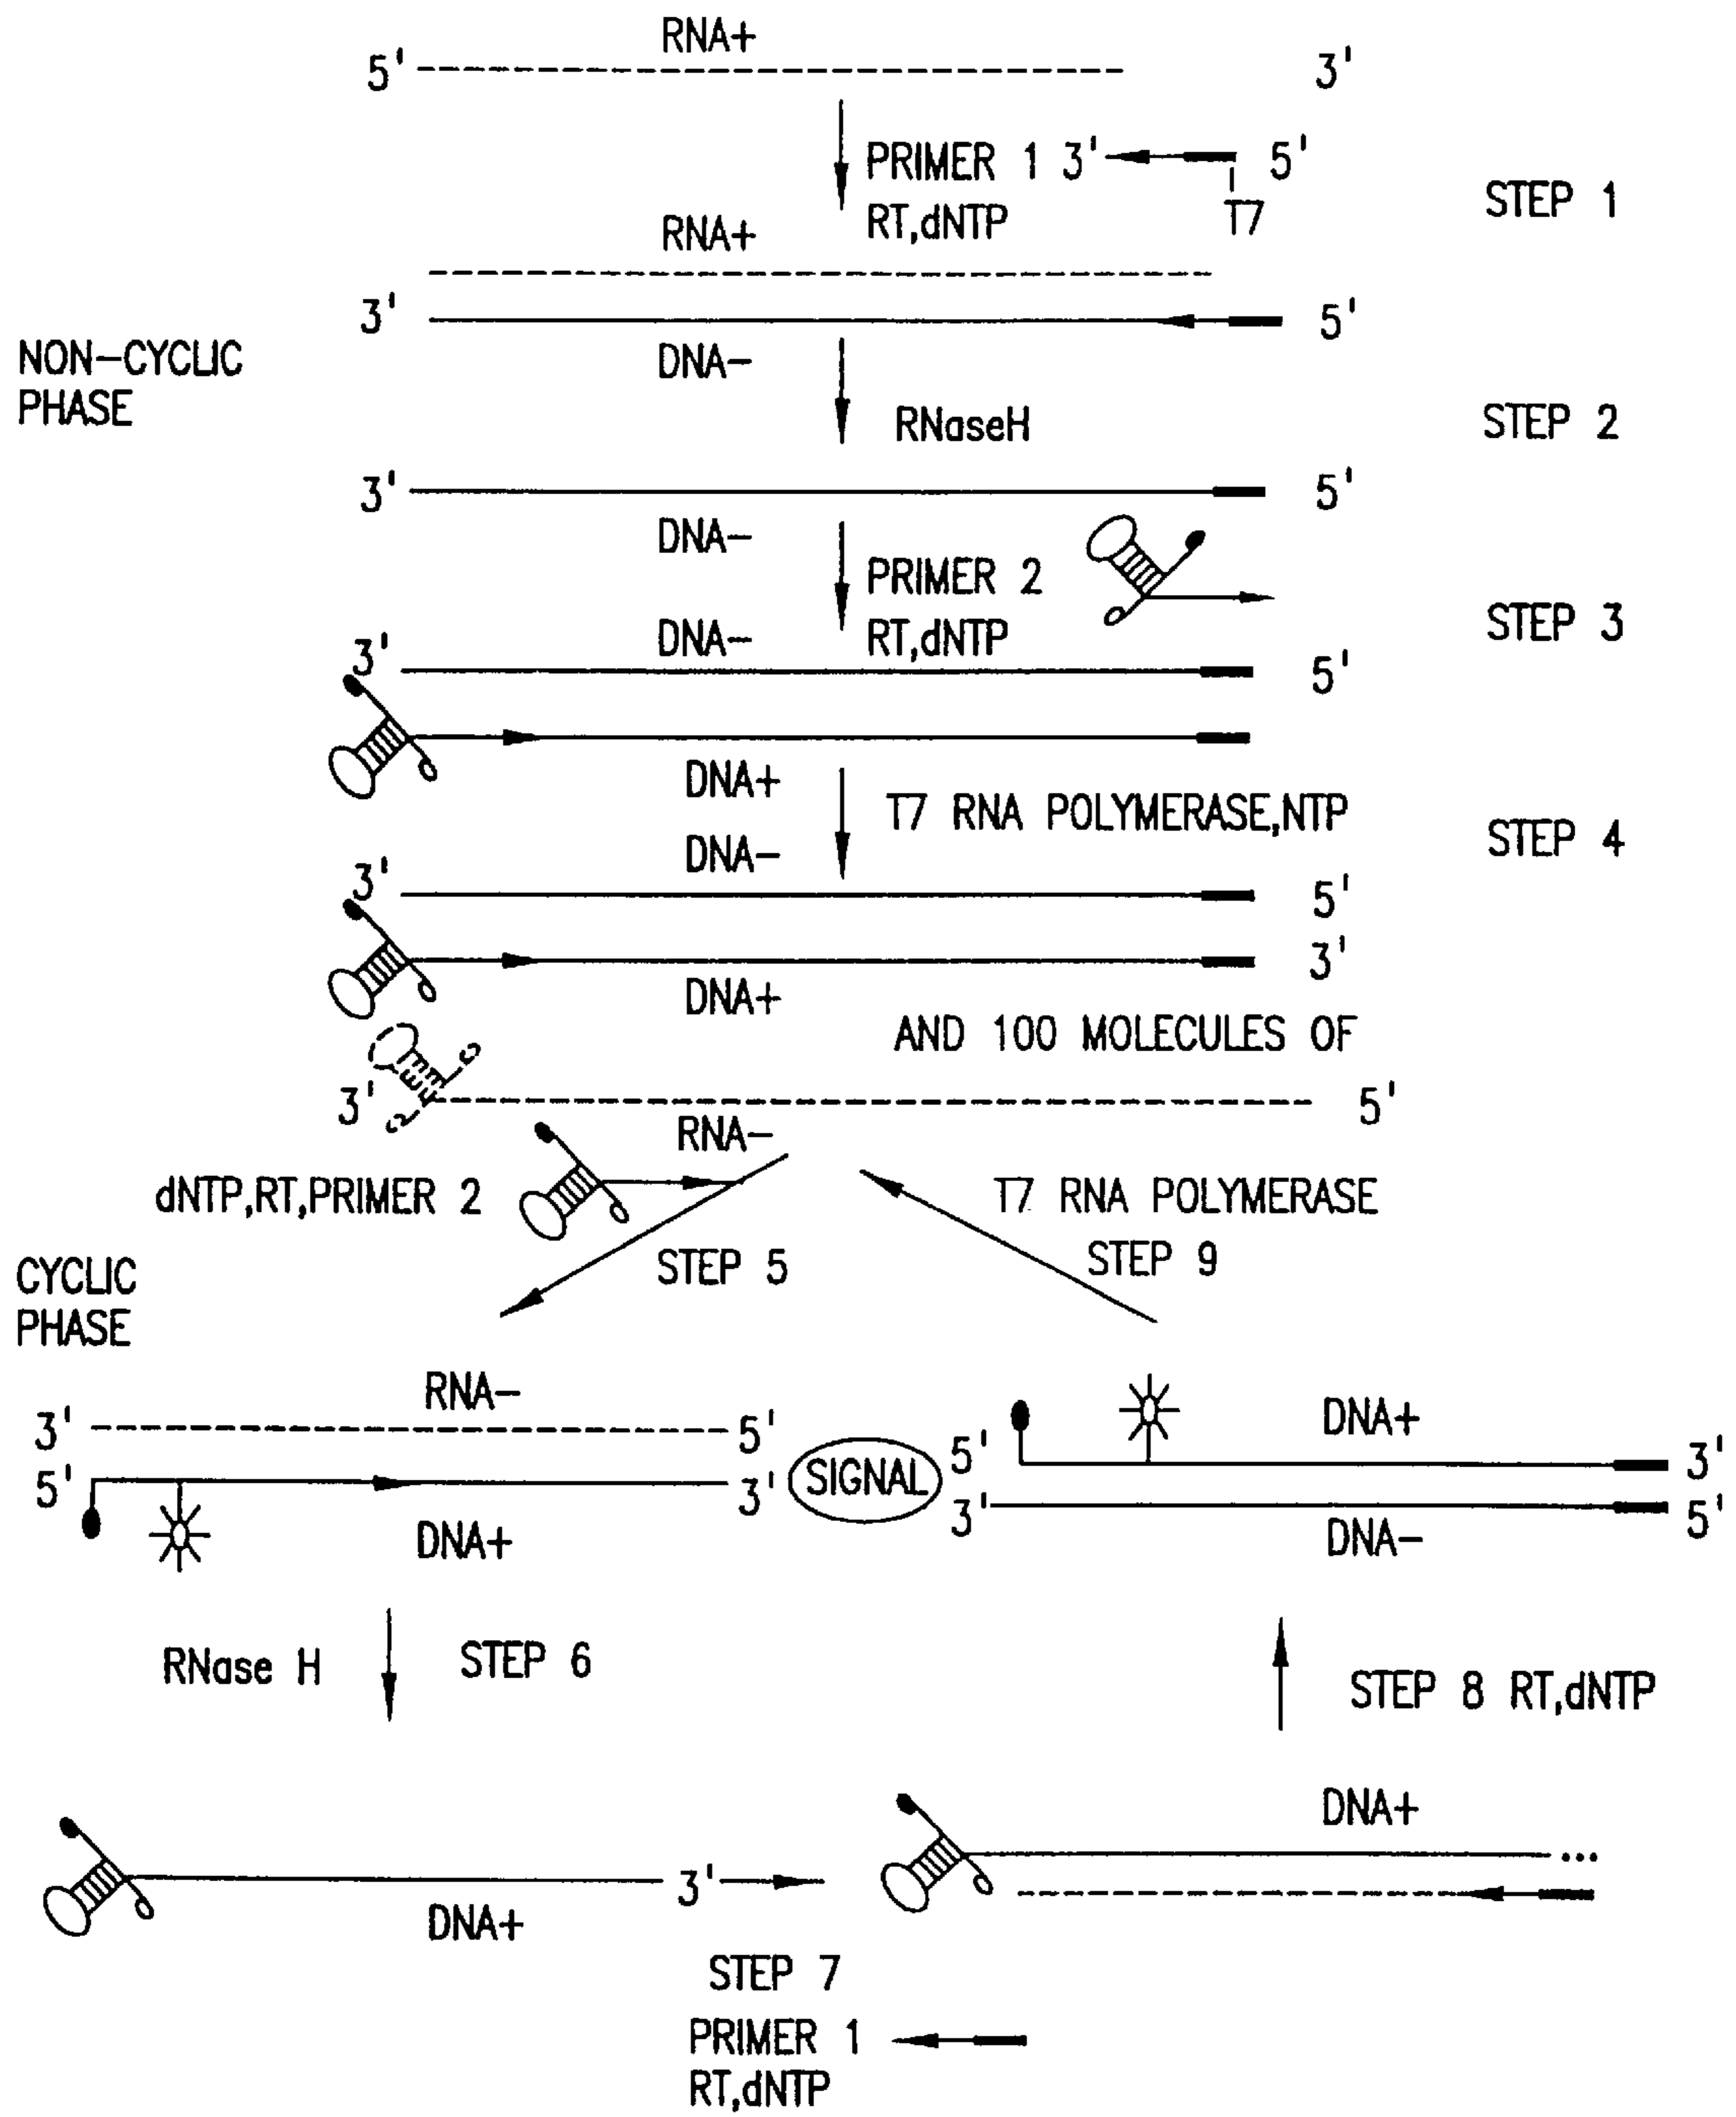 RNA+
5' 3'
PRIMER 1 3' 5'
STEP 1
RT,dNTP T7
RNA+
3' 5'
NON-CYCLIC
PHASE
DNA-
RNaseH
STEP 2
3' 5'
DNA-
PRIMER 2
RT,dNTP
STEP 3
DNA-
3' 5'
DNA+
T7 RNA POLYMERASE,NTP
STEP 4
DNA-
3' 5'
3'
DNA+
AND 100 MOLECULES OF
3' 5'
RNA-
dNTP,RT,PRIMER 2
T7 RNA POLYMERASE
STEP 5
STEP 9
CYCLIC
PHASE
RNA-
3' 5'
5' 3'
DNA+
SIGNAL
DNA+
5' 3'
3' 5'
DNA-
RNase H
STEP 6
STEP 8 RT,dNTP
DNA+
3'
DNA+
...
STEP 7
PRIMER 1
RT,dNTP